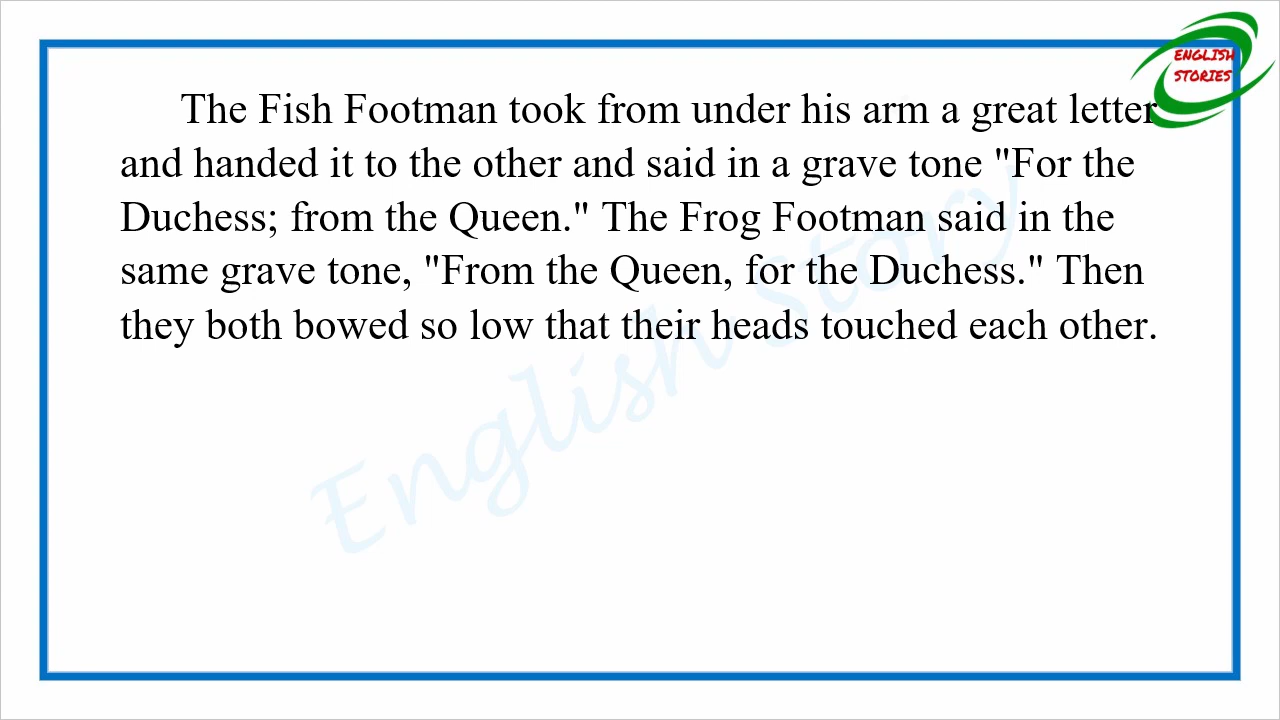 ENGLISH
STORIES
The Fish Footman took from under his arm a great letter
and handed it to the other and said in a grave tone "For the
Duchess; from the Queen." The Frog Footman said in the
same grave tone, "From the Queen, for the Duchess." Then
they both bowed so low that their heads touched each other.
English Story